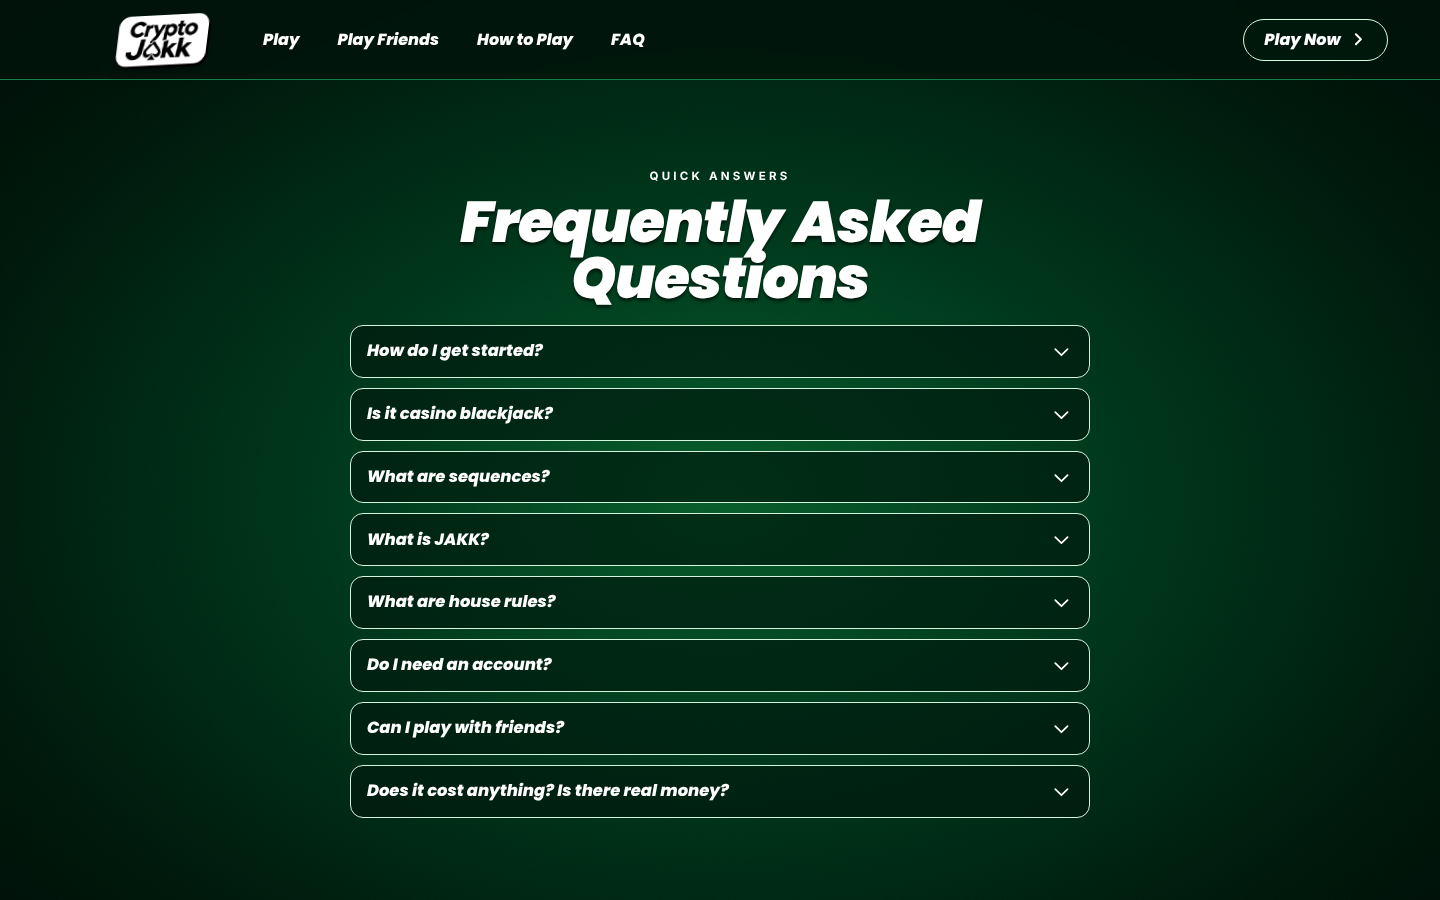 Crypto
Jakk
Play
Play Friends
How to Play
FAQ
Play Now
QUICK ANSWERS
Frequently Asked
Questions
How do I get started?
Is it casino blackjack?
What are sequences?
What is JAKK?
What are house rules?
Do I need an account?
Can I play with friends?
Does it cost anything? Is there real money?